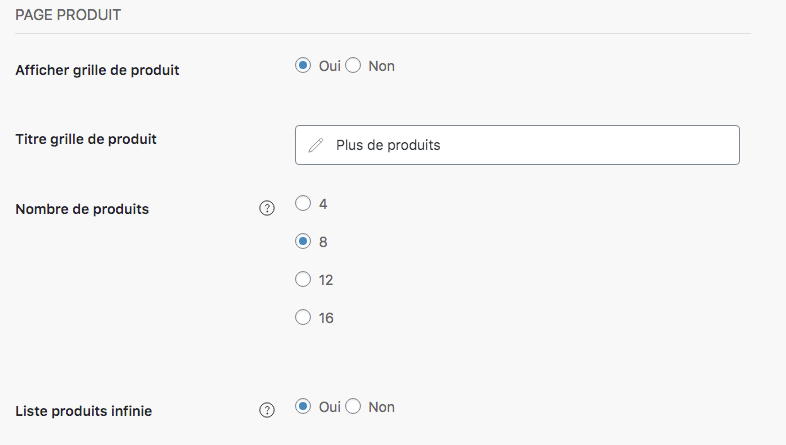 PAGE PRODUIT
Afficher grille de produit
Oui Non
Titre grille de produit
Plus de produits
Nombre de produits
?
4
8
12
16
Liste produits infinie
?
Oui Non